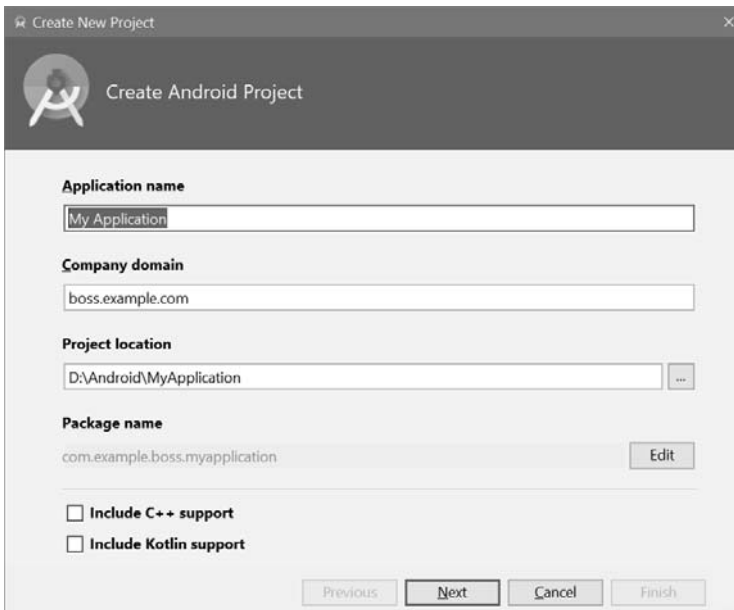 Create New Project
Create Android Project
Application name
My Application
Company domain
boss.example.com
Project location
D:\Android\MyApplication
...
Package name
com.example.boss.myapplication
Edit
Include C++ support
Include Kotlin support
Previous
Next
Cancel
Finish